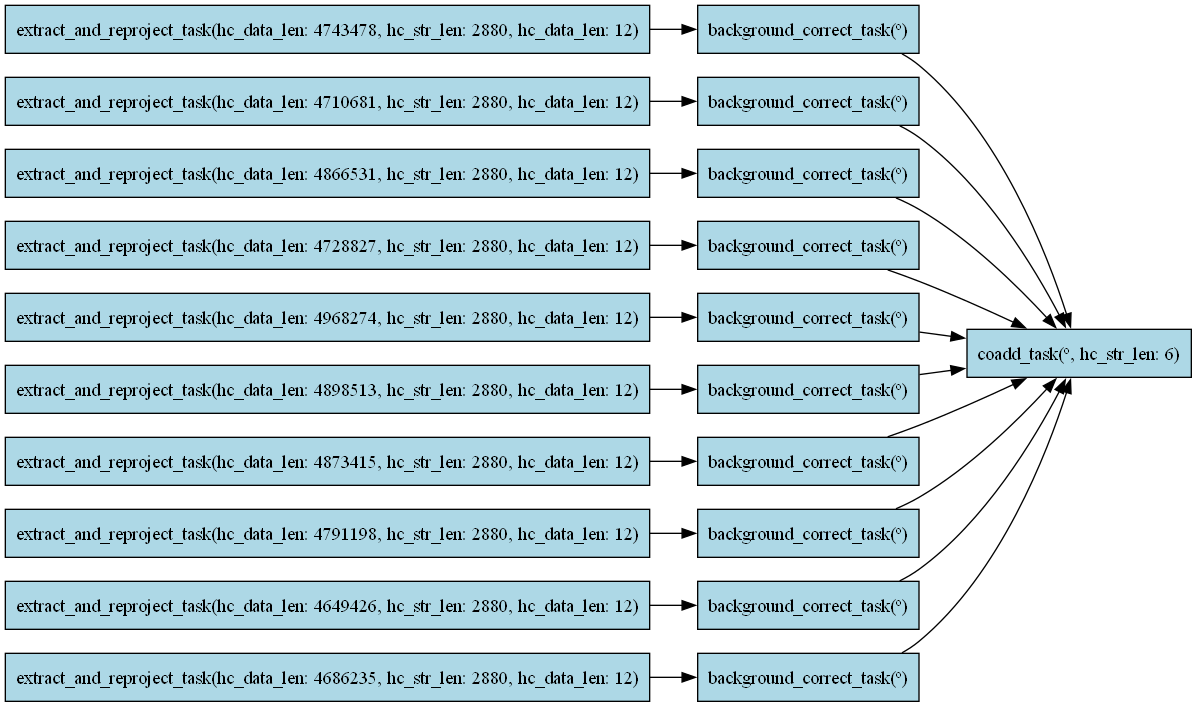 extract_and_reproject_task(hc_data_len: 4743478, hc_str_len: 2880, hc_data_len: 12)
background_correct_task(°)
extract_and_reproject_task(hc_data_len: 4710681, hc_str_len: 2880, hc_data_len: 12)
background_correct_task(°)
extract_and_reproject_task(hc_data_len: 4866531, hc_str_len: 2880, hc_data_len: 12)
background_correct_task(°)
extract_and_reproject_task(hc_data_len: 4728827, hc_str_len: 2880, hc_data_len: 12)
background_correct_task(°)
extract_and_reproject_task(hc_data_len: 4968274, hc_str_len: 2880, hc_data_len: 12)
background_correct_task(°)
coadd_task(°, hc_str_len: 6)
extract_and_reproject_task(hc_data_len: 4898513, hc_str_len: 2880, hc_data_len: 12)
background_correct_task(°)
extract_and_reproject_task(hc_data_len: 4873415, hc_str_len: 2880, hc_data_len: 12)
background_correct_task(°)
extract_and_reproject_task(hc_data_len: 4791198, hc_str_len: 2880, hc_data_len: 12)
background_correct_task(°)
extract_and_reproject_task(hc_data_len: 4649426, hc_str_len: 2880, hc_data_len: 12)
background_correct_task(°)
extract_and_reproject_task(hc_data_len: 4686235, hc_str_len: 2880, hc_data_len: 12)
background_correct_task(°)